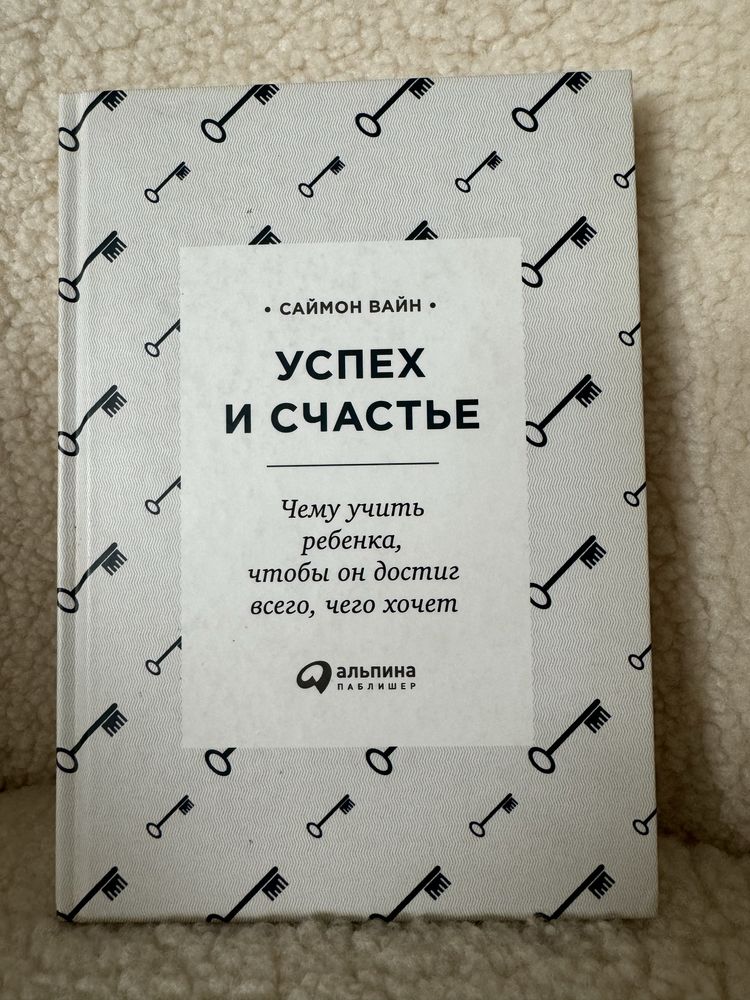 • САЙМОН ВАЙН •
УСПЕХ
И СЧАСТЬЕ
Чему учить
ребенка,
чтобы он достиг
всего, чего хочет
альпина
ПАБЛИШЕР